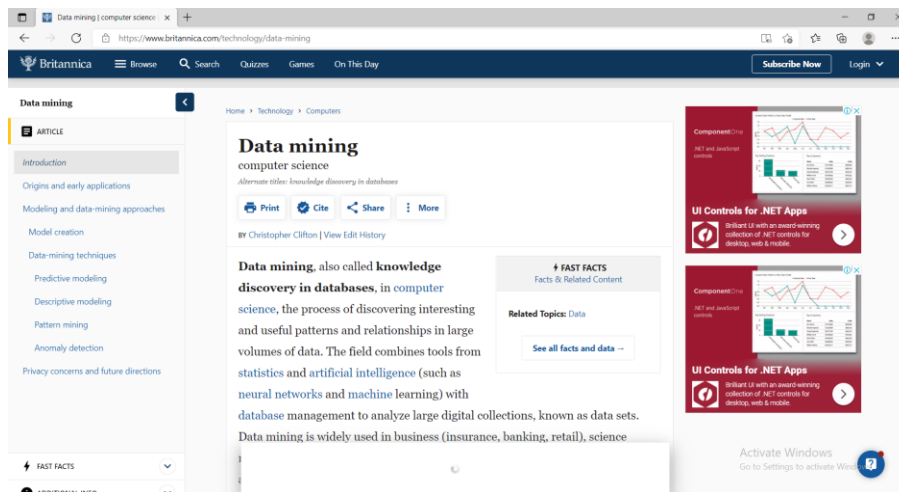 Data mining | computer science
https://www.britannica.com/technology/data-mining
Britannica Browse Search Quizzes Games On This Day Subscribe Now Login
Data mining
ARTICLE
Introduction
Origins and early applications
Modeling and data-mining approaches
Model creation
Data-mining techniques
Predictive modeling
Descriptive modeling
Pattern mining
Anomaly detection
Privacy concerns and future directions
FAST FACTS
ADDITIONAL INFO
Home > Technology > Computers
Data mining
computer science
Alternate titles: knowledge discovery in databases
Print Cite Share More
BY Christopher Clifton | View Edit History
Data mining, also called knowledge
discovery in databases, in computer
science, the process of discovering interesting
and useful patterns and relationships in large
volumes of data. The field combines tools from
statistics and artificial intelligence (such as
neural networks and machine learning) with
database management to analyze large digital collections, known as data sets.
Data mining is widely used in business (insurance, banking, retail), science
FAST FACTS
Facts & Related Content
Related Topics: Data
See all facts and data →
ComponentOne
.NET and JavaScript
controls
UI Controls for .NET Apps
Brilliant UI with an award-winning
collection of .NET controls for
desktop, web & mobile.
ComponentOne
.NET and JavaScript
controls
UI Controls for .NET Apps
Brilliant UI with an award-winning
collection of .NET controls for
desktop, web & mobile.
Activate Windows
Go to Settings to activate